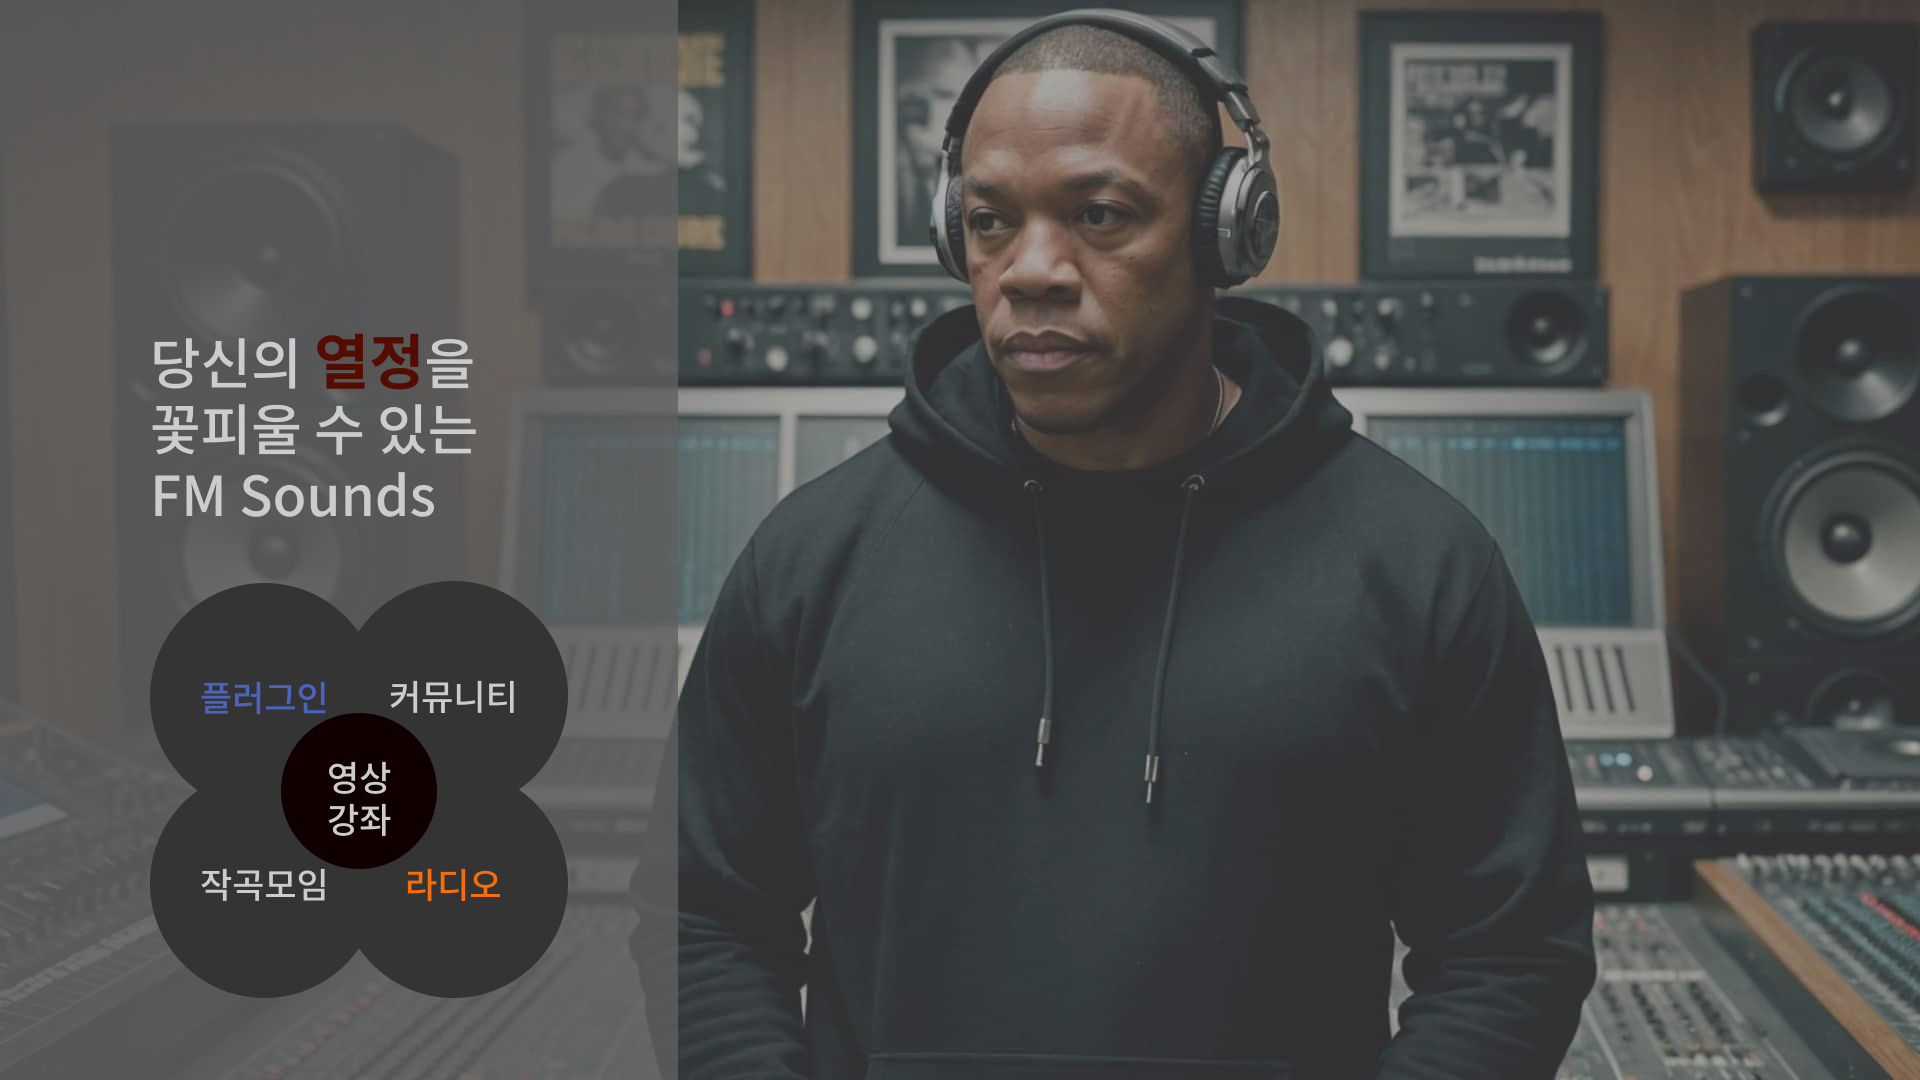 당신의 열정을
꽃피울 수 있는
FM Sounds
플러그인
커뮤니티
영상
강좌
작곡모임
라디오